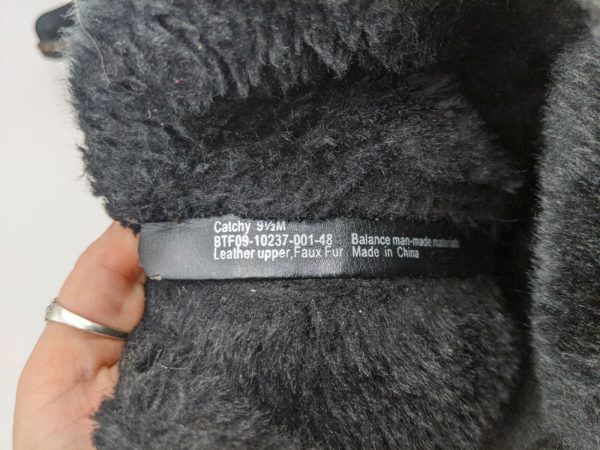 Catchy 9½M
BTF09-10237-001-48 Balance man-made materials
Leather upper,Faux Fur Made in China